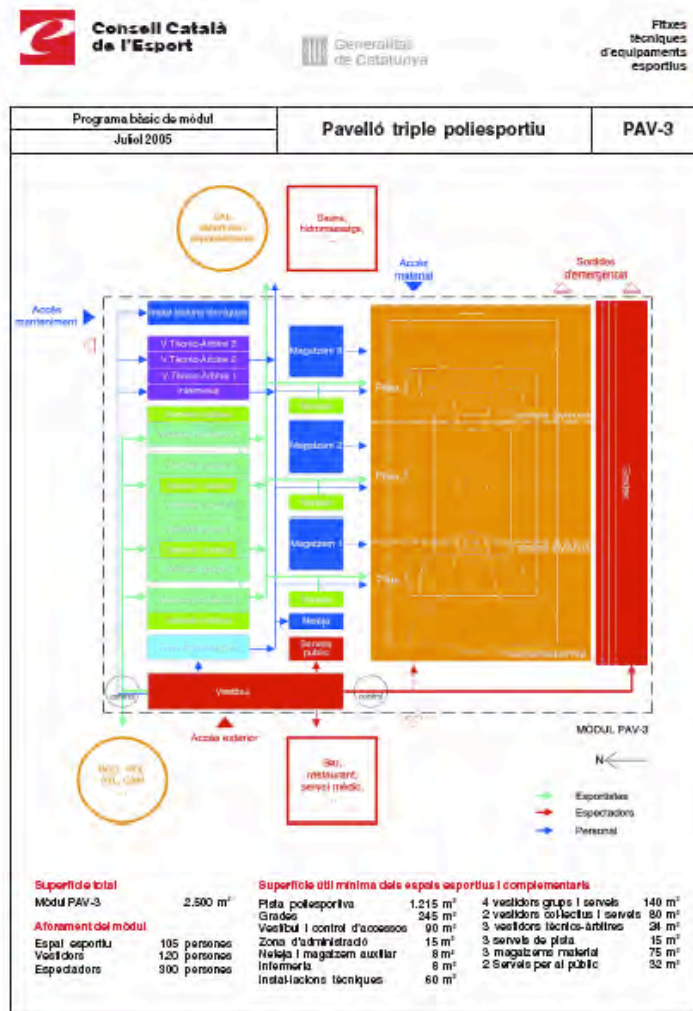 Consell Català
de l'Esport
Generalitat
de Catalunya
Fitxes
tècniques
d'equipaments
esportius
Programa bàsic de mòdul
Juliol 2005
Pavelló triple poliesportiu
PAV-3
Sauna,
hidromassatge,
...
Accés
material
Sortides
d'emergència
Accés
manteniment
V. Tècnic-Àrbitre 3
V. Tècnic-Àrbitre 2
V. Tècnic-Àrbitre 1
Infermeria
Magatzem 3
Magatzem 2
Magatzem 1
Pista 3
Pista 2
Pista 1
Grades
Neteja
Serveis
públic
Vestíbul
control
control
Accés exterior
Bar,
restaurant,
servei mèdic,
...
MÒDUL PAV-3
N
Esportistes
Espectadors
Personal
Superfície total
Mòdul PAV-3 2.500 m²
Aforament del mòdul
Espai esportiu 105 persones
Vestidors 120 persones
Espectadors 300 persones
Superfície útil mínima dels espais esportius i complementaris
Pista poliesportiva 1.215 m²
Grades 245 m²
Vestíbul i control d'accessos 90 m²
Zona d'administració 15 m²
Neteja i magatzem auxiliar 8 m²
Infermeria 8 m²
Instal·lacions tècniques 60 m²
4 vestidors grups i serveis 140 m²
2 vestidors col·lectius i serveis 80 m²
3 vestidors tècnics-àrbitres 24 m²
3 serveis de pista 15 m²
3 magatzems material 75 m²
2 Serveis per al públic 32 m²